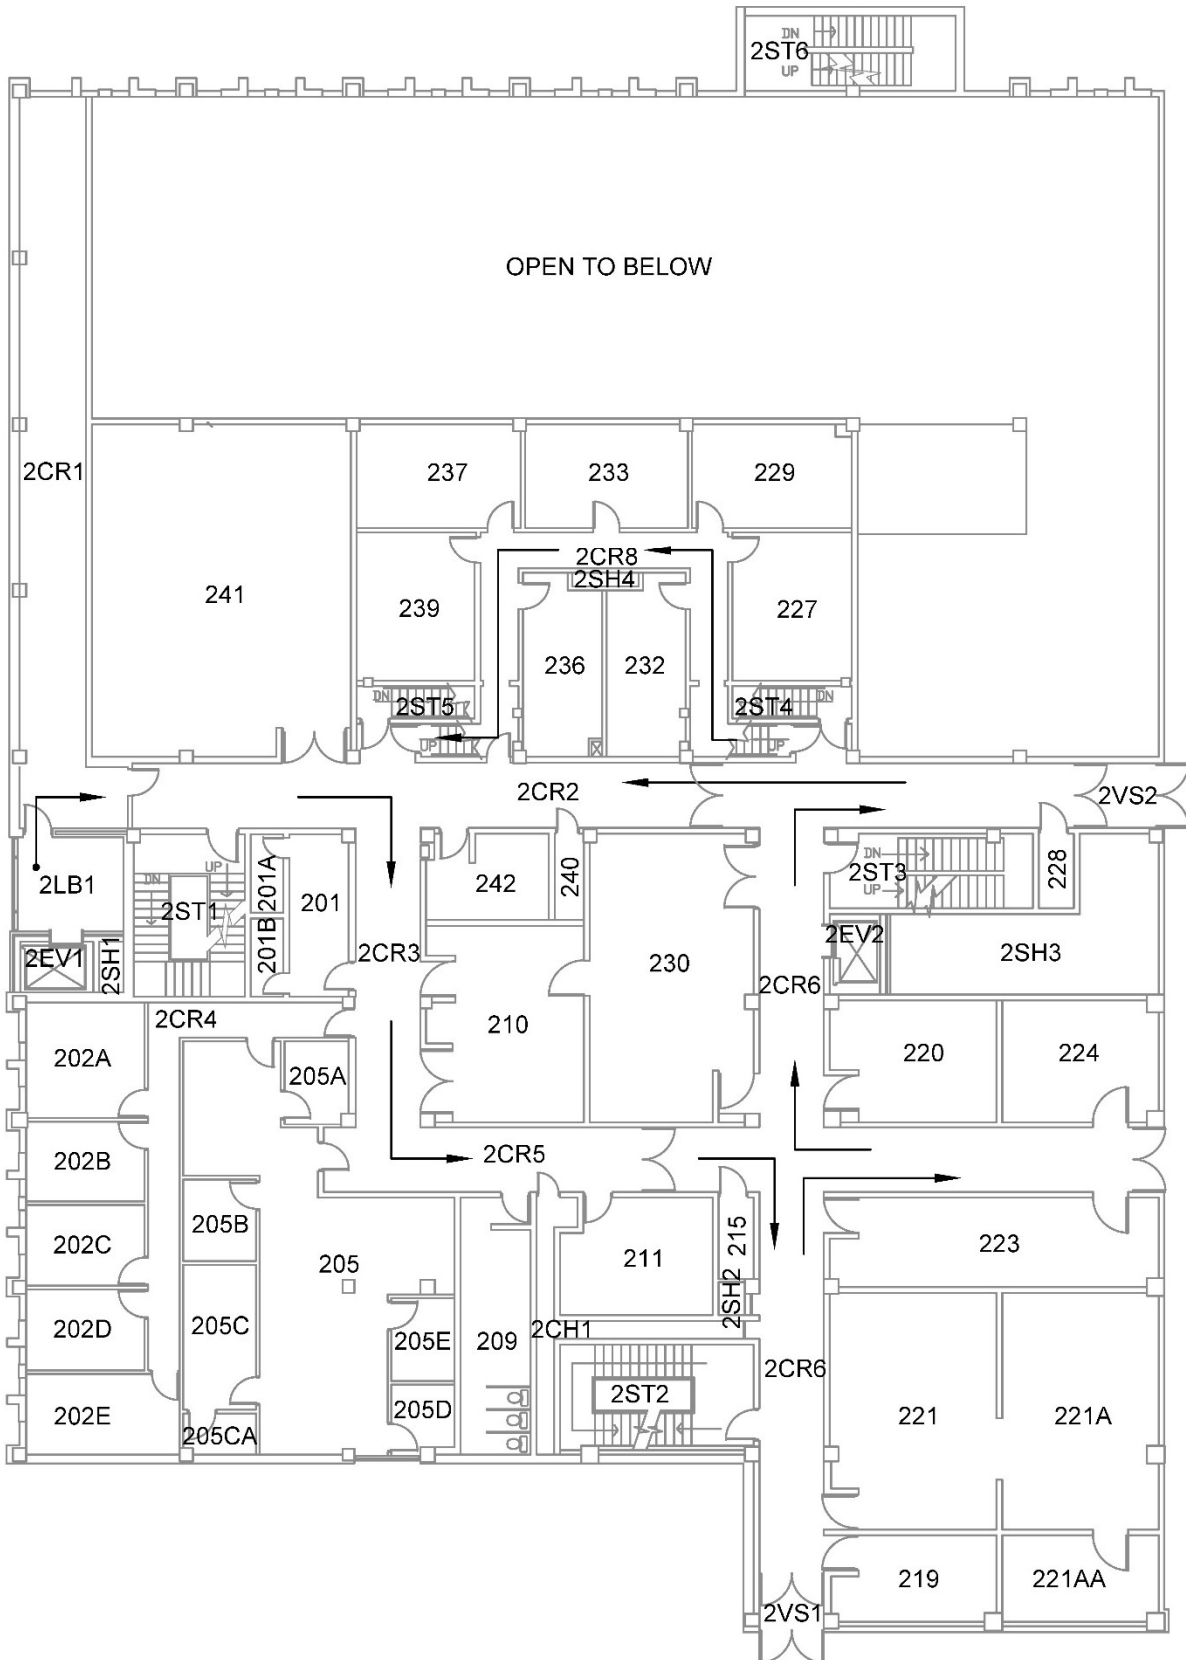 DN
2ST6
UP
OPEN TO BELOW
2CR1
237
233
229
2CR8
2SH4
241
239
236
232
227
DN
2ST5
UP
2ST4
DN
UP
2CR2
2VS2
2LB1
DN
UP
2ST1
201A
201B
201
2CR3
242
240
230
DN
2ST3
UP
228
2EV1
2SH1
2EV2
2SH3
2CR6
2CR4
202A
205A
210
220
224
202B
2CR5
205B
202C
205
211
215
223
2SH2
202D
205C
205E
209
2CH1
2CR6
2ST2
202E
205CA
205D
221
221A
219
221AA
2VS1